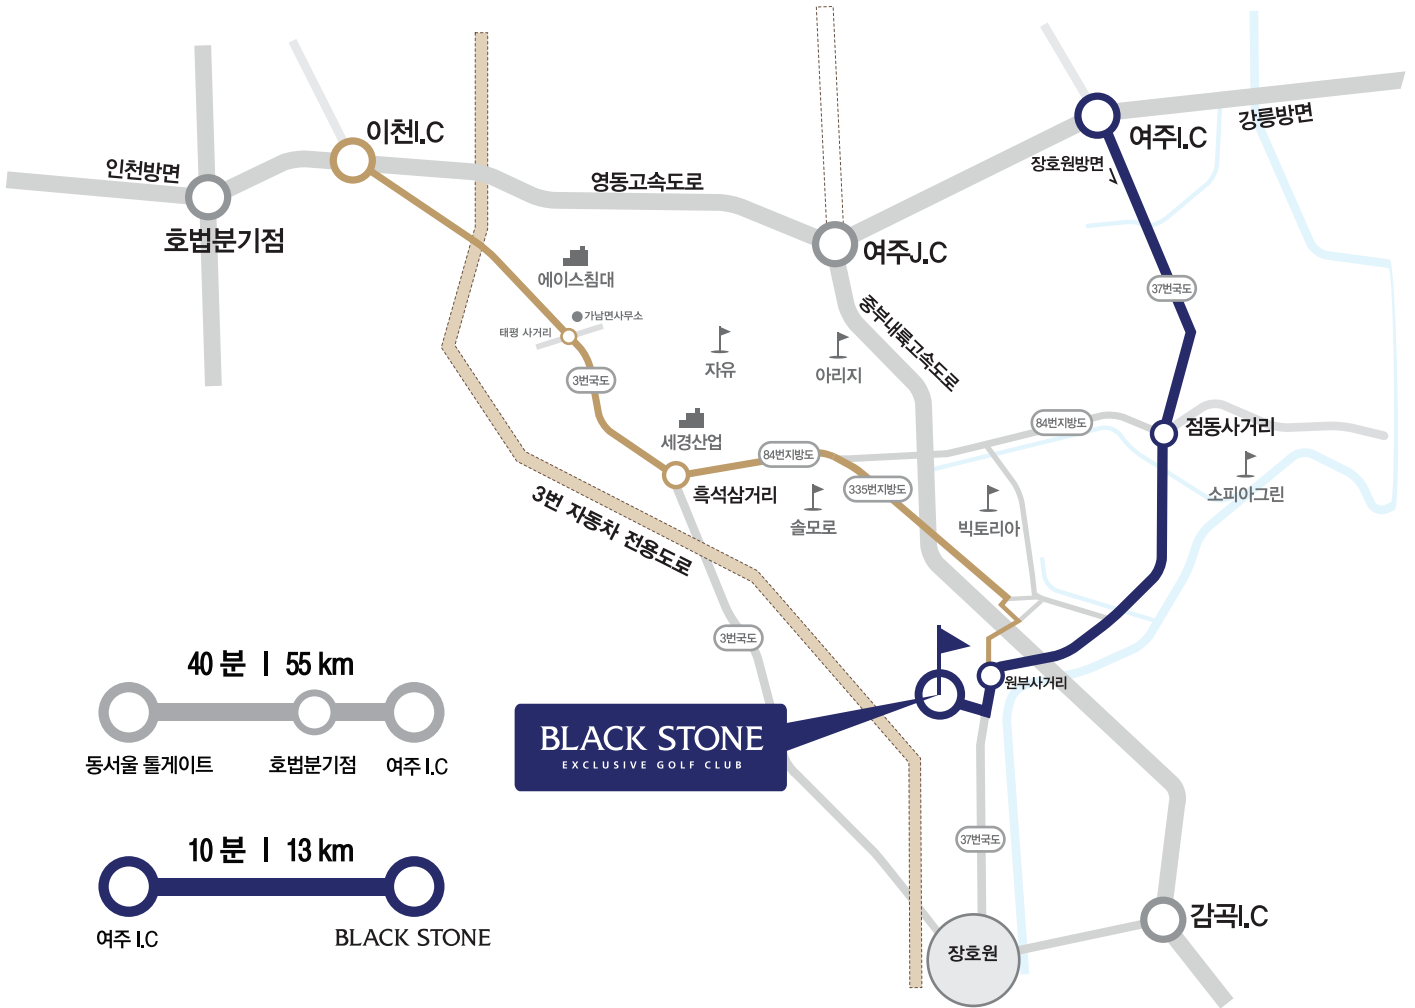 이천I.C
인천방면
호법분기점
영동고속도로
여주J.C
여주I.C
강릉방면
장호원방면
37번국도
에이스침대
가남면사무소
태평 사거리
3번국도
자유
아리지
중부내륙고속도로
세경산업
84번지방도
84번지방도
점동사거리
흑석삼거리
335번지방도
솔모로
빅토리아
소피아그린
3번 자동차 전용도로
3번국도
원부사거리
BLACK STONE
EXCLUSIVE GOLF CLUB
37번국도
감곡I.C
장호원
40 분 | 55 km
동서울 톨게이트
호법분기점
여주 I.C
10 분 | 13 km
여주 I.C
BLACK STONE